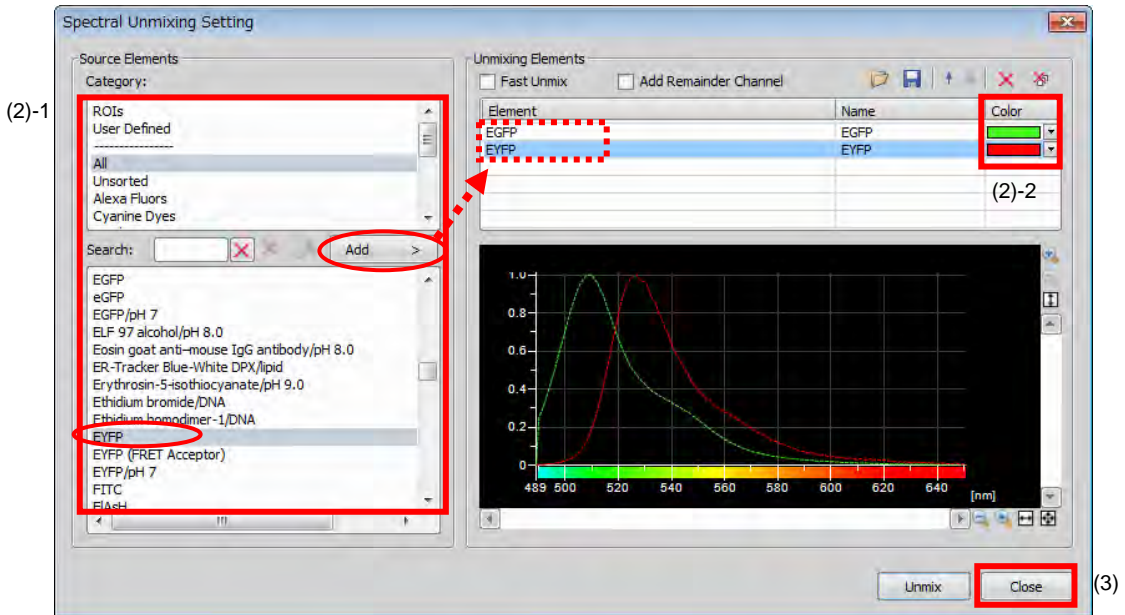 Spectral Unmixing Setting
Source Elements
Category:
(2)-1
ROIs
User Defined
----------------
All
Unsorted
Alexa Fluors
Cyanine Dyes
Search:
Add >
EGFP
eGFP
EGFP/pH 7
ELF 97 alcohol/pH 8.0
Eosin goat anti-mouse IgG antibody/pH 8.0
ER-Tracker Blue-White DPX/lipid
Erythrosin-5-isothiocyanate/pH 9.0
Ethidium bromide/DNA
Ethidium homodimer-1/DNA
EYFP
EYFP (FRET Acceptor)
EYFP/pH 7
FITC
FlAsH
Unmixing Elements
Fast Unmix Add Remainder Channel
Element Name Color
EGFP EGFP
EYFP EYFP
(2)-2
1.0
0.8
0.6
0.4
0.2
0
489 500 520 540 560 580 600 620 640 [nm]
Unmix Close
(3)